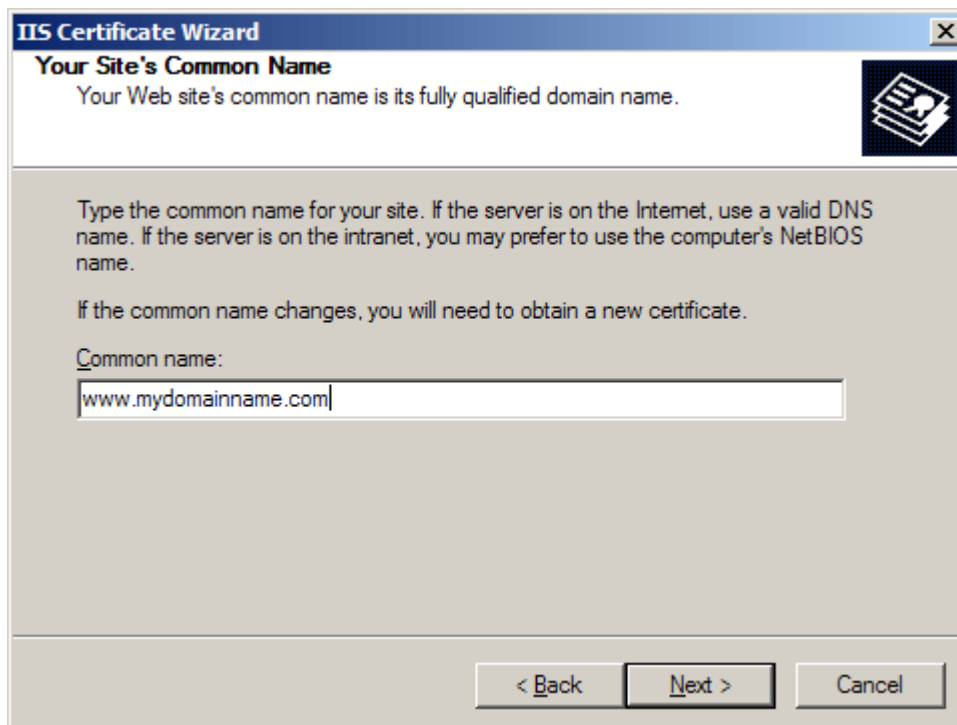 IIS Certificate Wizard
Your Site's Common Name
Your Web site's common name is its fully qualified domain name.
Type the common name for your site. If the server is on the Internet, use a valid DNS
name. If the server is on the intranet, you may prefer to use the computer's NetBIOS
name.
If the common name changes, you will need to obtain a new certificate.
Common name:
www.mydomainname.com
< Back Next > Cancel